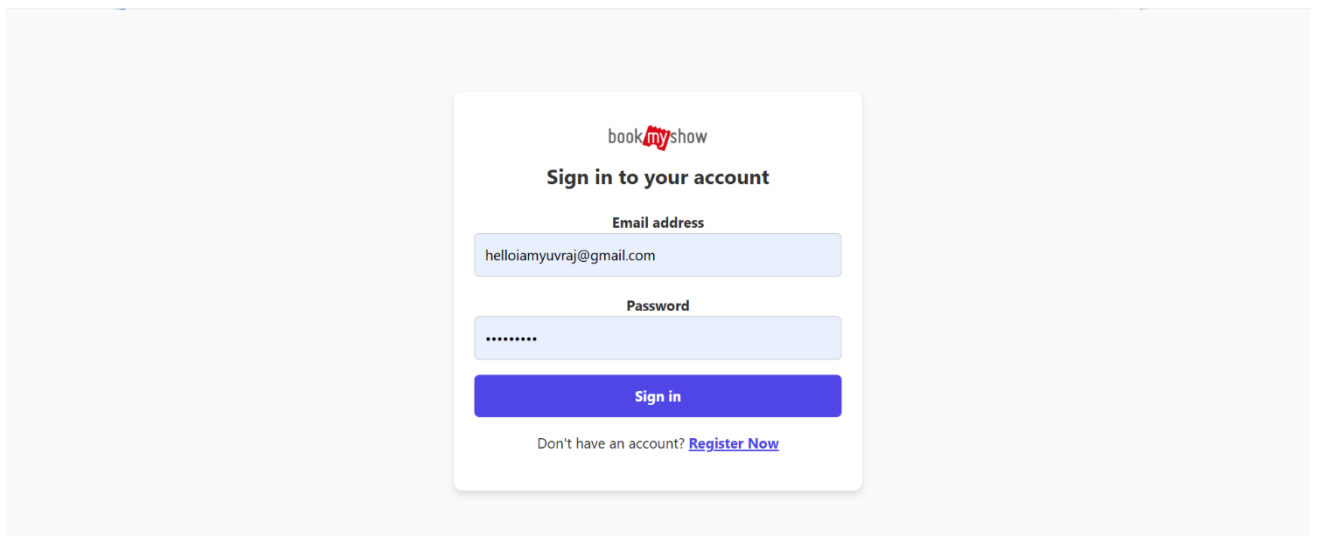 bookmyshow
Sign in to your account
Email address
helloiamyuvraj@gmail.com
Password
•••••••••
Sign in
Don't have an account? Register Now